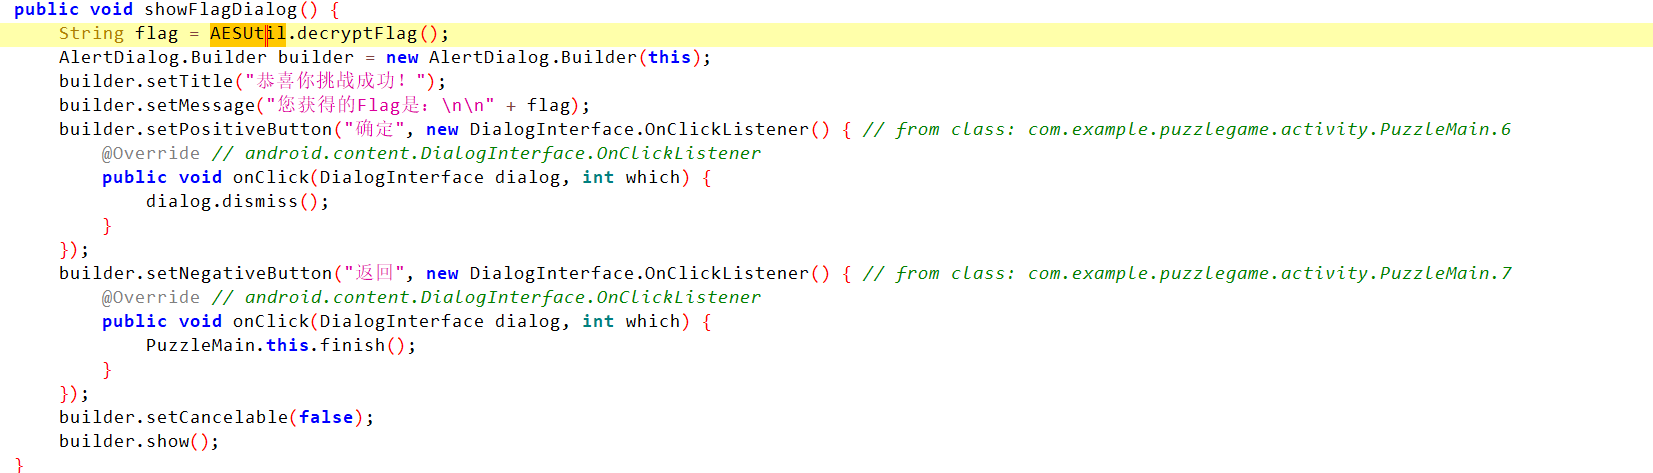 public void showFlagDialog() {
    String flag = AESUtil.decryptFlag();
    AlertDialog.Builder builder = new AlertDialog.Builder(this);
    builder.setTitle("恭喜你挑战成功！");
    builder.setMessage("您获得的Flag是：\n\n" + flag);
    builder.setPositiveButton("确定", new DialogInterface.OnClickListener() { // from class: com.example.puzzlegame.activity.PuzzleMain.6
        @Override // android.content.DialogInterface.OnClickListener
        public void onClick(DialogInterface dialog, int which) {
            dialog.dismiss();
        }
    });
    builder.setNegativeButton("返回", new DialogInterface.OnClickListener() { // from class: com.example.puzzlegame.activity.PuzzleMain.7
        @Override // android.content.DialogInterface.OnClickListener
        public void onClick(DialogInterface dialog, int which) {
            PuzzleMain.this.finish();
        }
    });
    builder.setCancelable(false);
    builder.show();
}